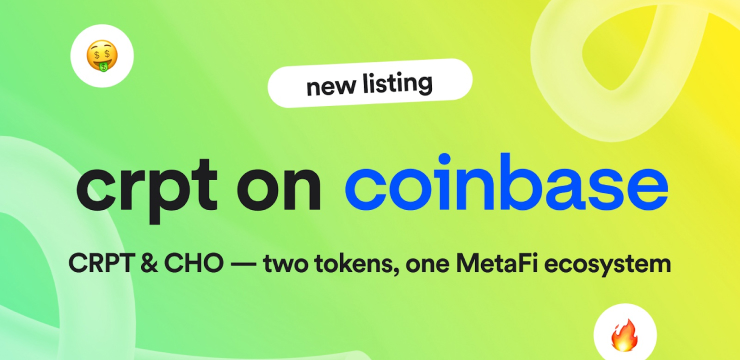 new listing
crpt on coinbase
CRPT & CHO — two tokens, one MetaFi ecosystem